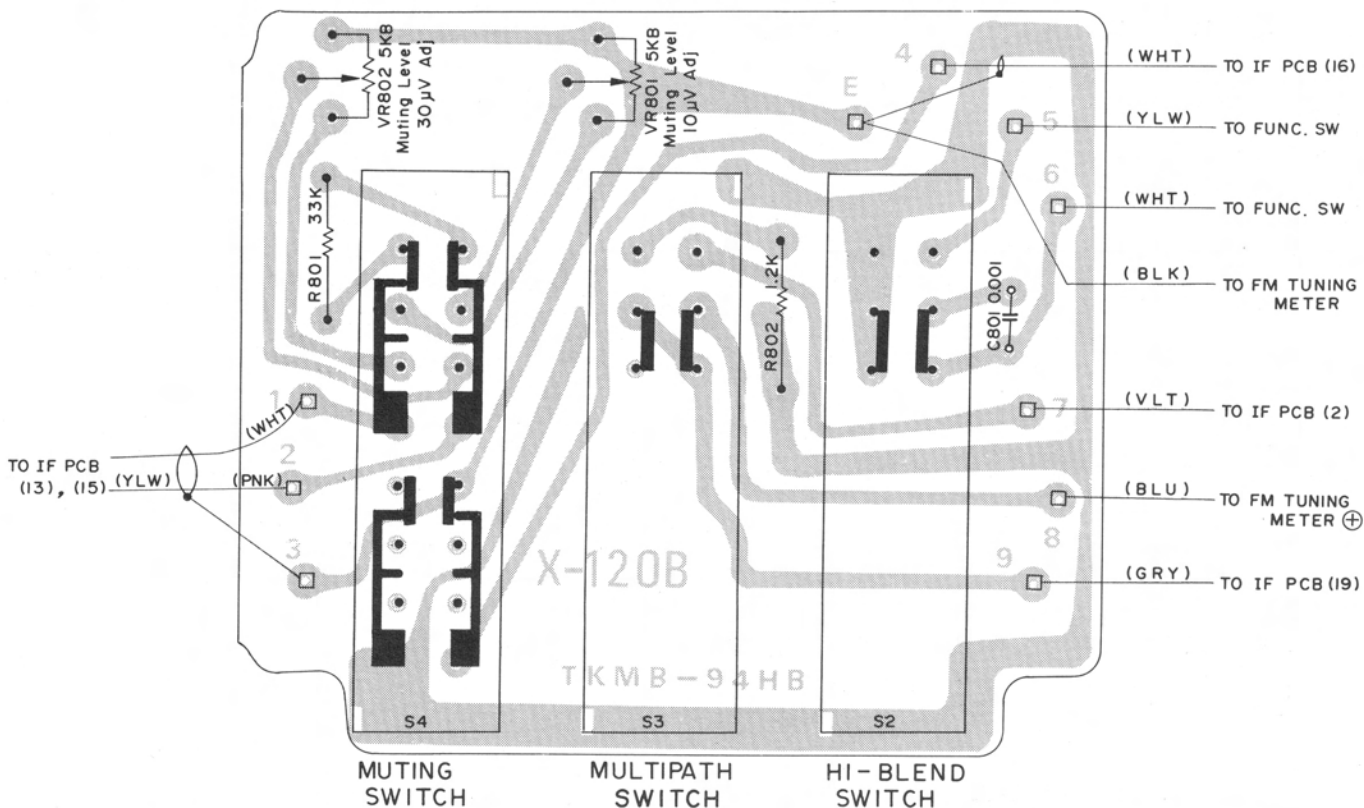 VR802 5KB
Muting Level
30μV Adj
VR801 5KB
Muting Level
10μV Adj
4
(WHT)
TO IF PCB (16)
E
5
(YLW)
TO FUNC. SW
6
(WHT)
TO FUNC. SW
L
R801 33K
R802 1.2K
C801 0.001
(BLK)
TO FM TUNING
METER
1
(WHT)
7
(VLT)
TO IF PCB (2)
TO IF PCB
(13), (15)
(YLW)
2
(PNK)
(BLU)
TO FM TUNING
METER ⊕
8
3
X-120B
9
(GRY)
TO IF PCB (19)
TKMB-94HB
S4
S3
S2
MUTING
SWITCH
MULTIPATH
SWITCH
HI-BLEND
SWITCH